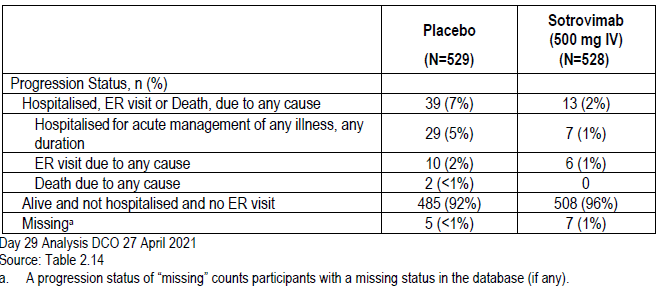 Placebo
(N=529)
Sotrovimab
(500 mg IV)
(N=528)
Progression Status, n (%)
Hospitalised, ER visit or Death, due to any cause 39 (7%) 13 (2%)
Hospitalised for acute management of any illness, any
duration 29 (5%) 7 (1%)
ER visit due to any cause 10 (2%) 6 (1%)
Death due to any cause 2 (<1%) 0
Alive and not hospitalised and no ER visit 485 (92%) 508 (96%)
Missingᵃ 5 (<1%) 7 (1%)
Day 29 Analysis DCO 27 April 2021
Source: Table 2.14
a. A progression status of “missing” counts participants with a missing status in the database (if any).